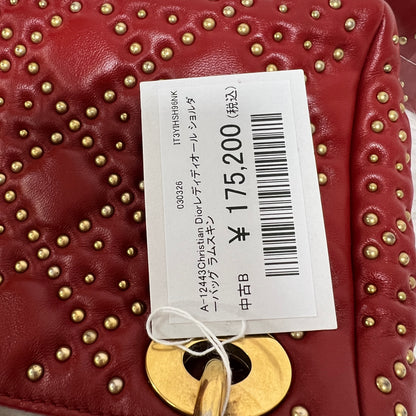 IT3YIHSH96NK
030326
A-12443Christian Diorレディディオール ショルダ
ーバッグ ラムスキン
中古B
¥ 175,200 (税込)